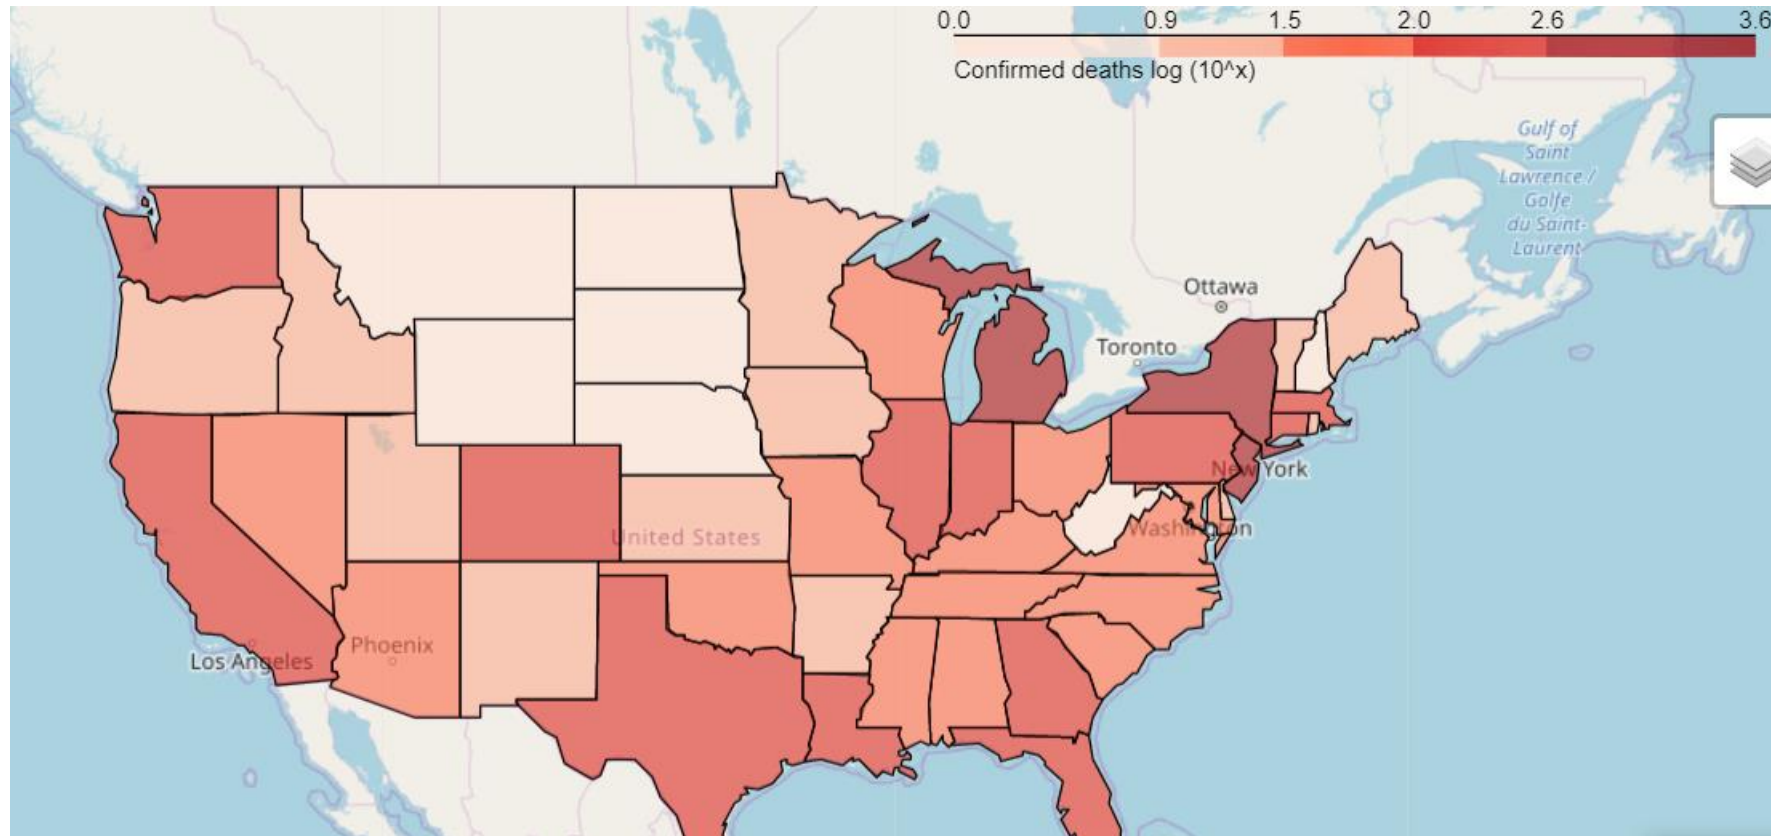 0.0 0.9 1.5 2.0 2.6 3.6
Confirmed deaths log (10^x)
Gulf of
Saint
Lawrence /
Golfe
du Saint-
Laurent
Ottawa
Toronto
New York
Washington
United States
Phoenix
Los Angeles